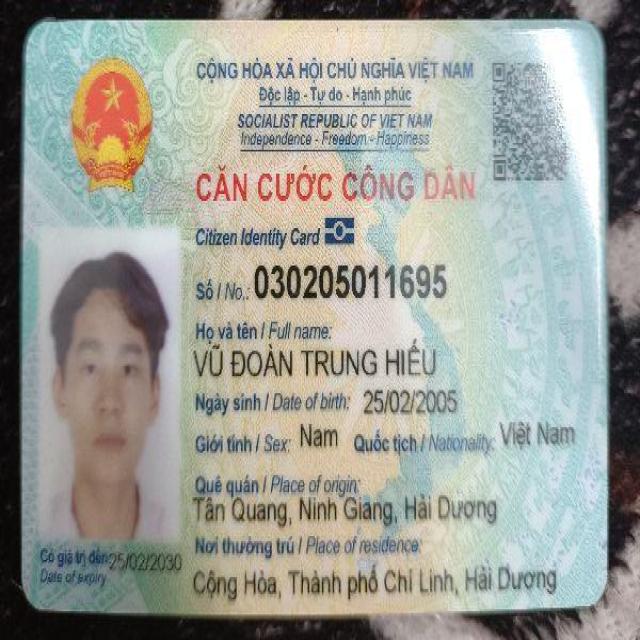 CỘNG HÒA XÃ HỘI CHỦ NGHĨA VIỆT NAM
Độc lập - Tự do - Hạnh phúc
SOCIALIST REPUBLIC OF VIET NAM
Independence - Freedom - Happiness
CĂN CƯỚC CÔNG DÂN
Citizen Identity Card
Số / No.: 030205011695
Họ và tên / Full name:
VŨ ĐOÀN TRUNG HIẾU
Ngày sinh / Date of birth: 25/02/2005
Giới tính / Sex: Nam Quốc tịch / Nationality: Việt Nam
Quê quán / Place of origin:
Tân Quang, Ninh Giang, Hải Dương
Nơi thường trú / Place of residence:
Cộng Hòa, Thành phố Chí Linh, Hải Dương
Có giá trị đến: 25/02/2030
Date of expiry